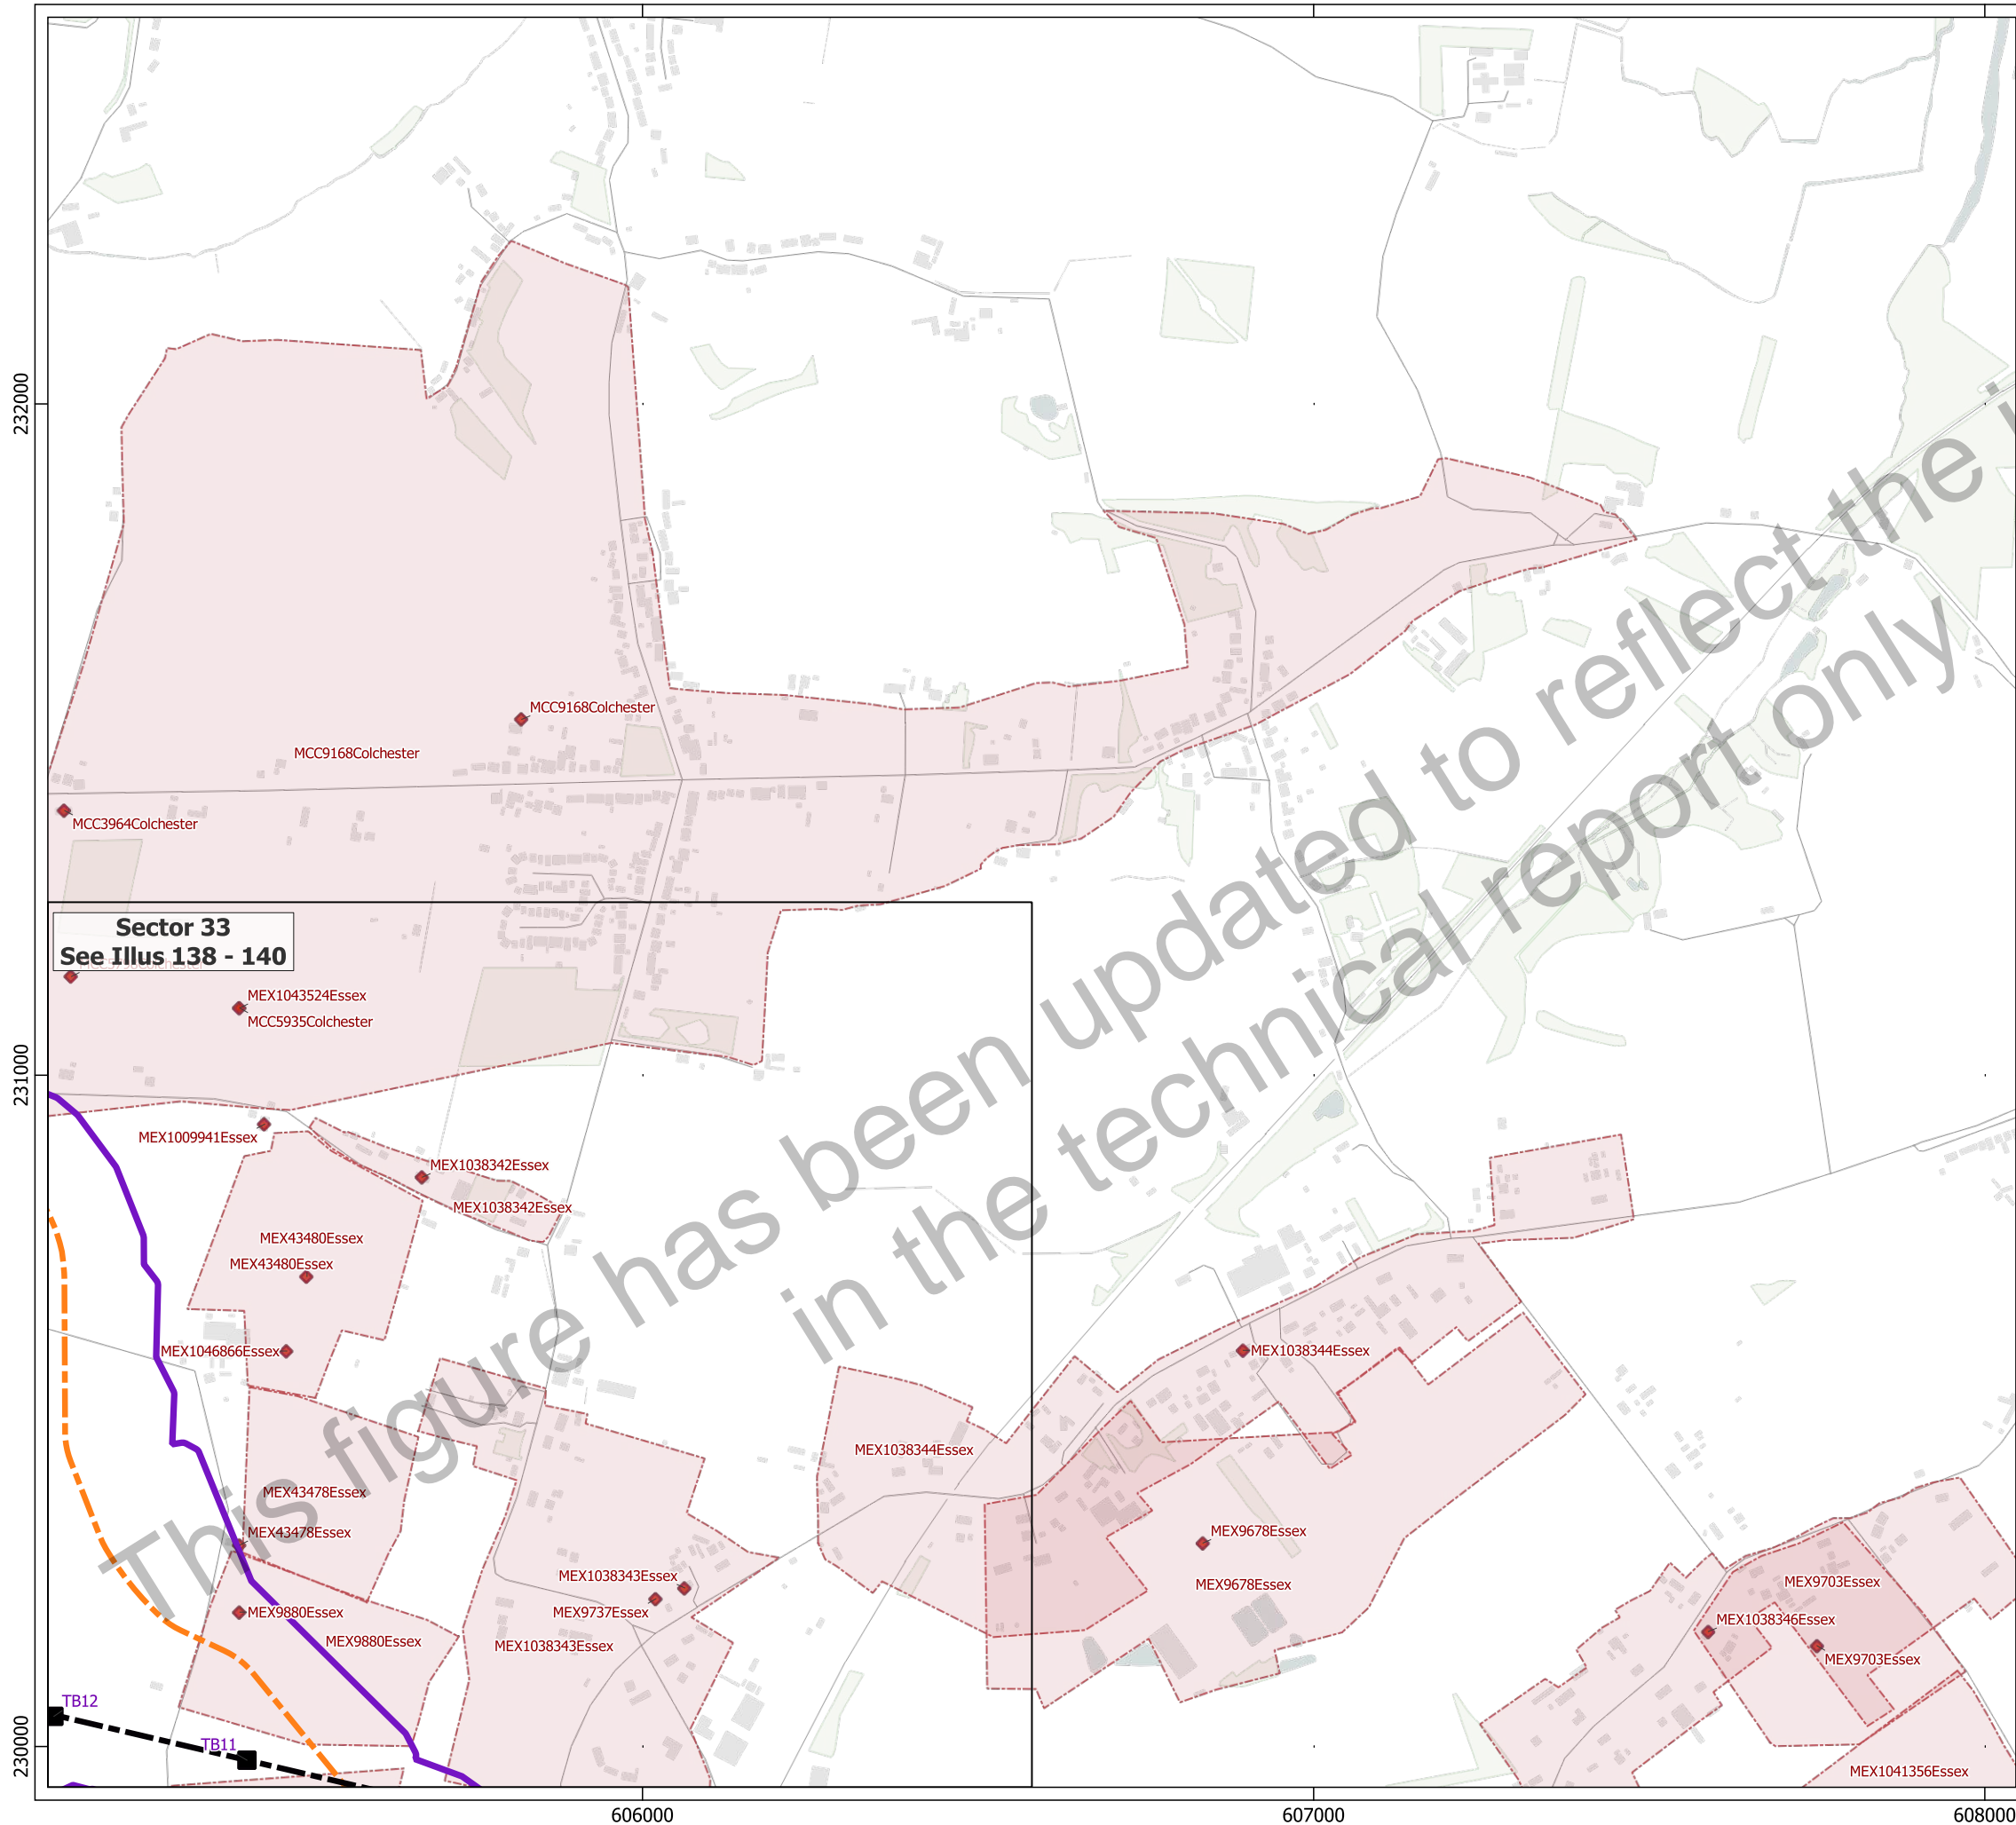 232000
231000
230000
606000
607000
608000
MCC9168Colchester
MCC9168Colchester
MCC3964Colchester
Sector 33
See Illus 138 - 140
MEX1043524Essex
MCC5935Colchester
MEX1009941Essex
MEX1038342Essex
MEX1038342Essex
MEX43480Essex
MEX43480Essex
MEX1046866Essex
MEX1038344Essex
MEX1038344Essex
MEX43478Essex
MEX43478Essex
MEX9678Essex
MEX9678Essex
MEX1038343Essex
MEX9737Essex
MEX1038343Essex
MEX9880Essex
MEX9880Essex
MEX9703Essex
MEX1038346Essex
MEX9703Essex
MEX1041356Essex
TB12
TB11
This figure has been updated to reflect the
in the technical report only